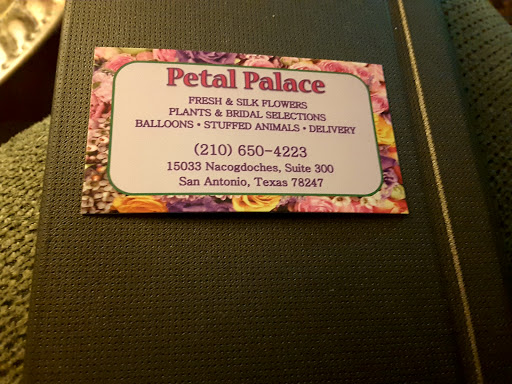 Petal Palace
FRESH & SILK FLOWERS
PLANTS & BRIDAL SELECTIONS
BALLOONS • STUFFED ANIMALS • DELIVERY
(210) 650-4223
15033 Nacogdoches, Suite 300
San Antonio, Texas 78247